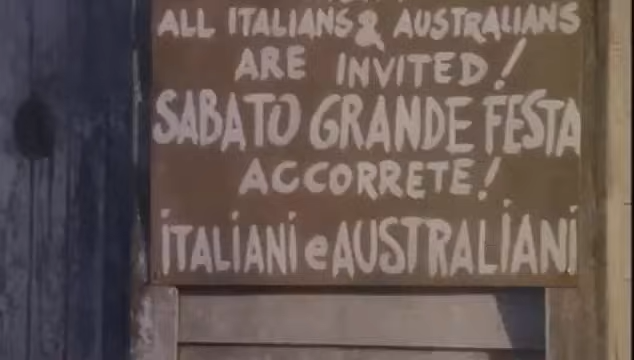 ALL ITALIANS & AUSTRALIANS
ARE INVITED!
SABATO GRANDE FESTA
ACCORRETE!
iTALiANi e AUSTRALiANi